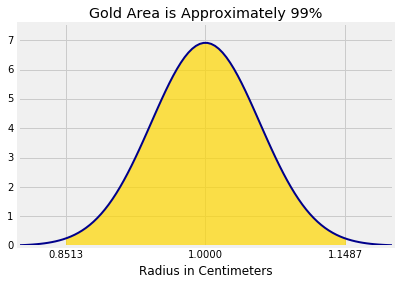 Gold Area is Approximately 99%
7
6
5
4
3
2
1
0
0.8513 1.0000 1.1487
Radius in Centimeters